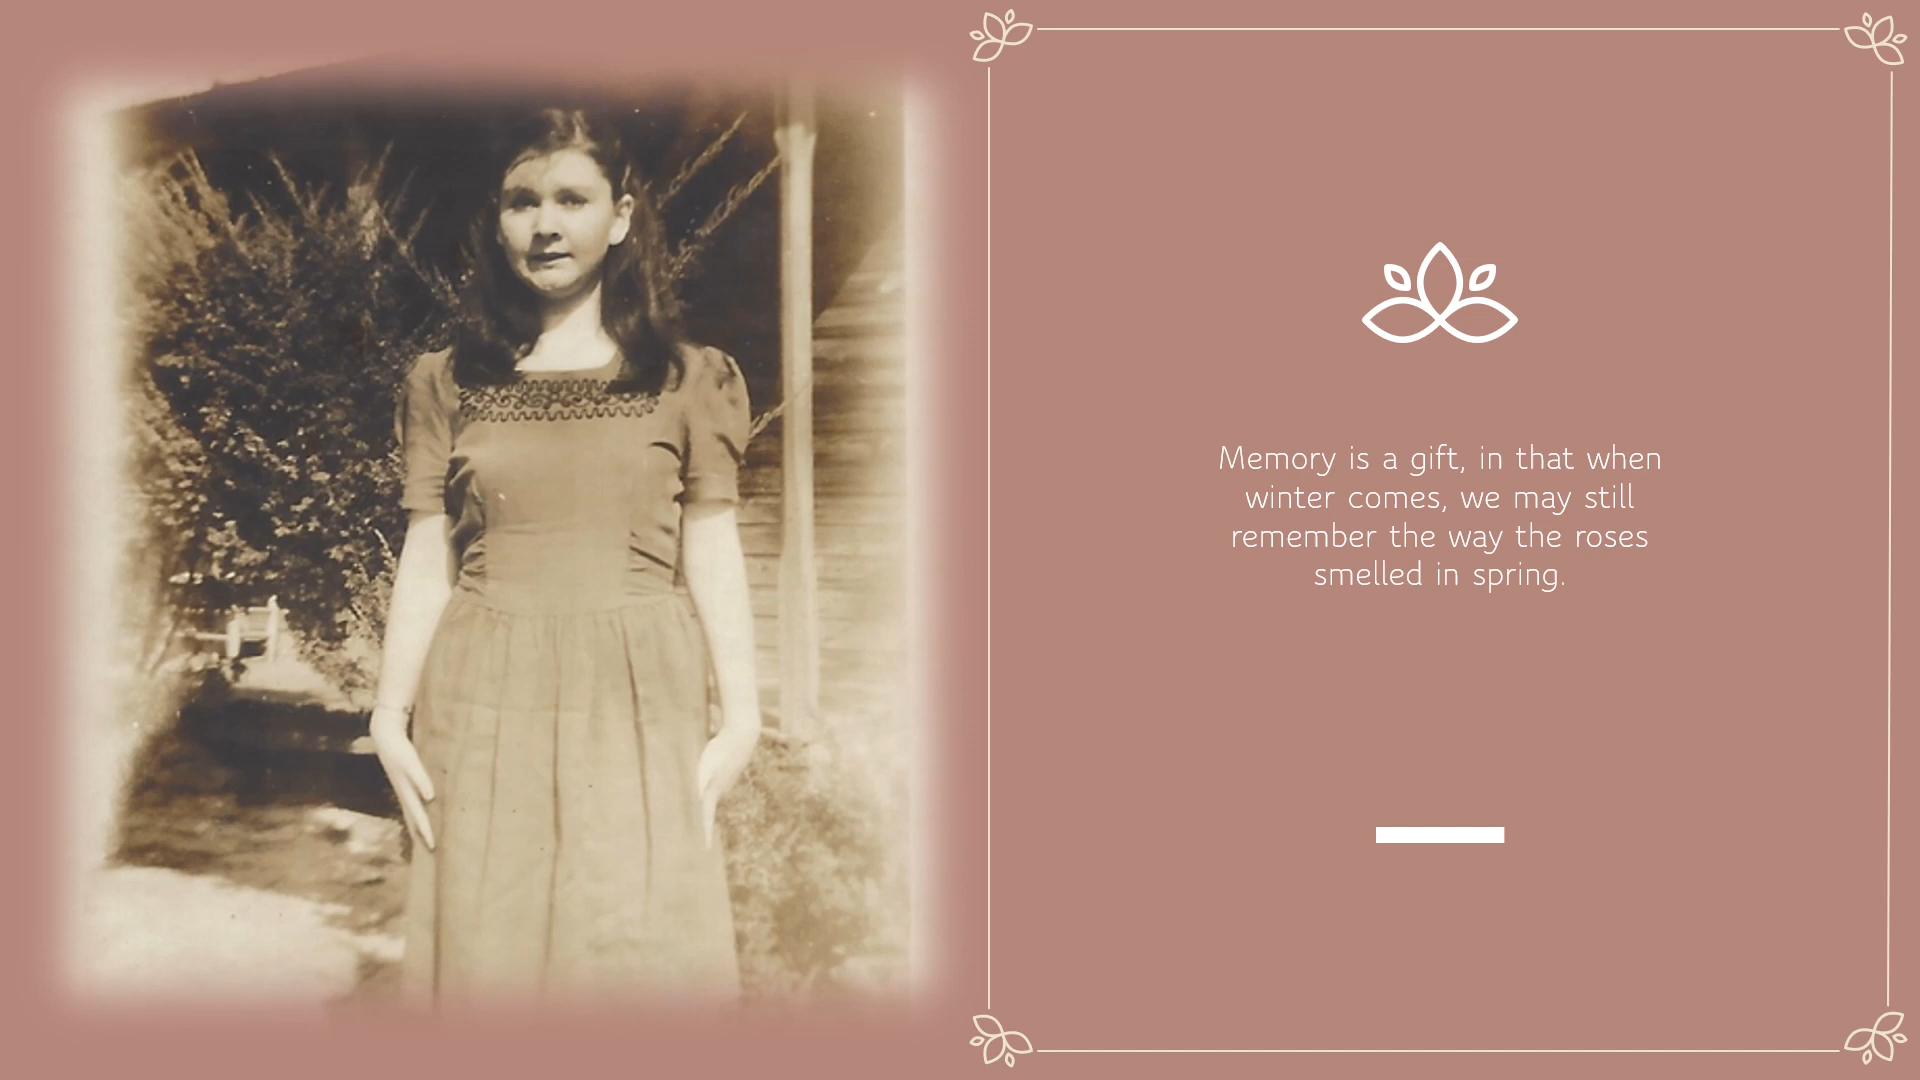 Memory is a gift, in that when
winter comes, we may still
remember the way the roses
smelled in spring.